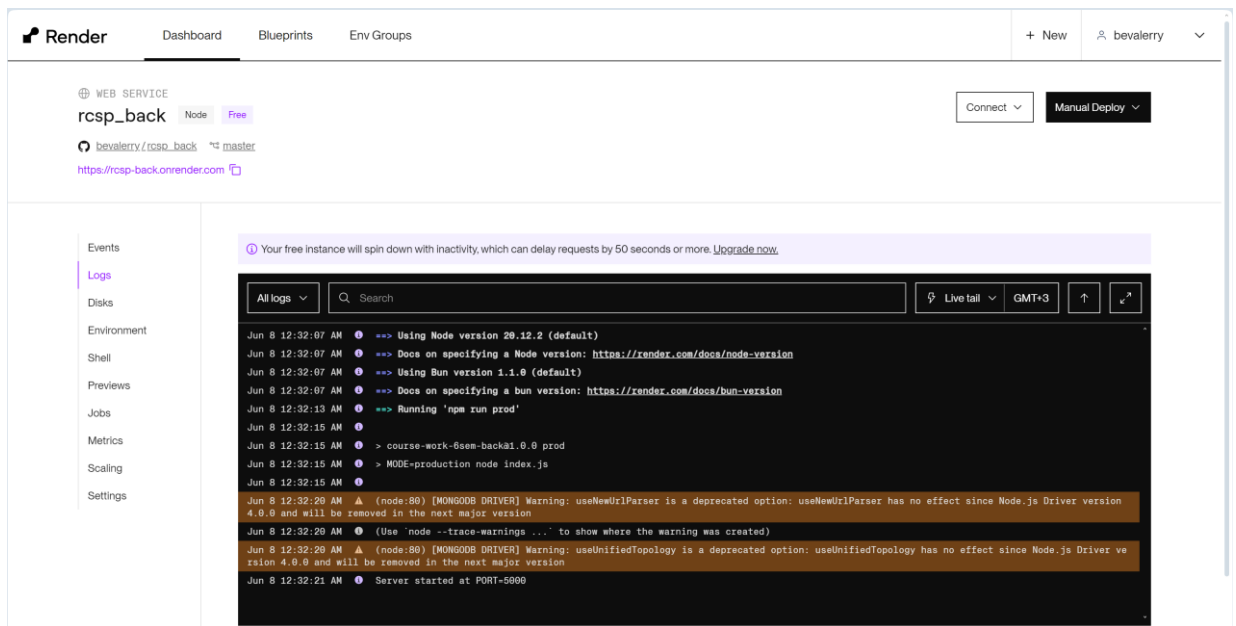 Render Dashboard Blueprints Env Groups + New bevalerry
WEB SERVICE
rcsp_back Node Free Connect Manual Deploy
bevalerry / rcsp_back master
https://rcsp-back.onrender.com
Events
Logs
Disks
Environment
Shell
Previews
Jobs
Metrics
Scaling
Settings
Your free instance will spin down with inactivity, which can delay requests by 50 seconds or more. Upgrade now.
All logs Search Live tail GMT+3
Jun 8 12:32:07 AM ==> Using Node version 20.12.2 (default)
Jun 8 12:32:07 AM ==> Docs on specifying a Node version: https://render.com/docs/node-version
Jun 8 12:32:07 AM ==> Using Bun version 1.1.0 (default)
Jun 8 12:32:07 AM ==> Docs on specifying a bun version: https://render.com/docs/bun-version
Jun 8 12:32:13 AM ==> Running 'npm run prod'
Jun 8 12:32:15 AM
Jun 8 12:32:15 AM > course-work-6sem-back@1.0.0 prod
Jun 8 12:32:15 AM > MODE=production node index.js
Jun 8 12:32:15 AM
Jun 8 12:32:20 AM (node:80) [MONGODB DRIVER] Warning: useNewUrlParser is a deprecated option: useNewUrlParser has no effect since Node.js Driver version
4.0.0 and will be removed in the next major version
Jun 8 12:32:20 AM (Use `node --trace-warnings ...` to show where the warning was created)
Jun 8 12:32:20 AM (node:80) [MONGODB DRIVER] Warning: useUnifiedTopology is a deprecated option: useUnifiedTopology has no effect since Node.js Driver ve
rsion 4.0.0 and will be removed in the next major version
Jun 8 12:32:21 AM Server started at PORT=5000